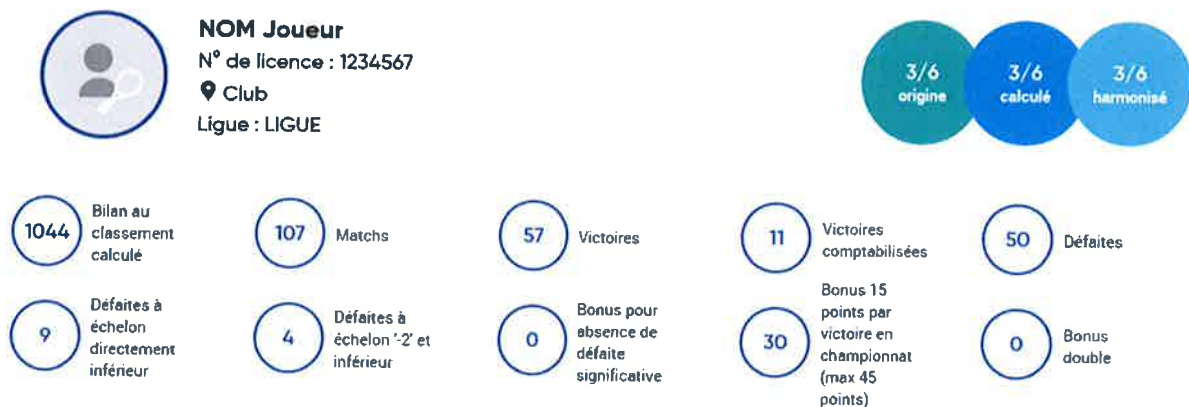 NOM Joueur
N° de licence : 1234567
Club
Ligue : LIGUE
3/6
origine
3/6
calculé
3/6
harmonisé
1044
Bilan au
classement
calculé
107
Matchs
57
Victoires
11
Victoires
comptabilisées
50
Défaites
9
Défaites à
échelon
directement
inférieur
4
Défaites à
échelon '-2' et
inférieur
0
Bonus pour
absence de
défaite
significative
30
Bonus 15
points par
victoire en
championnat
(max 45
points)
0
Bonus
double